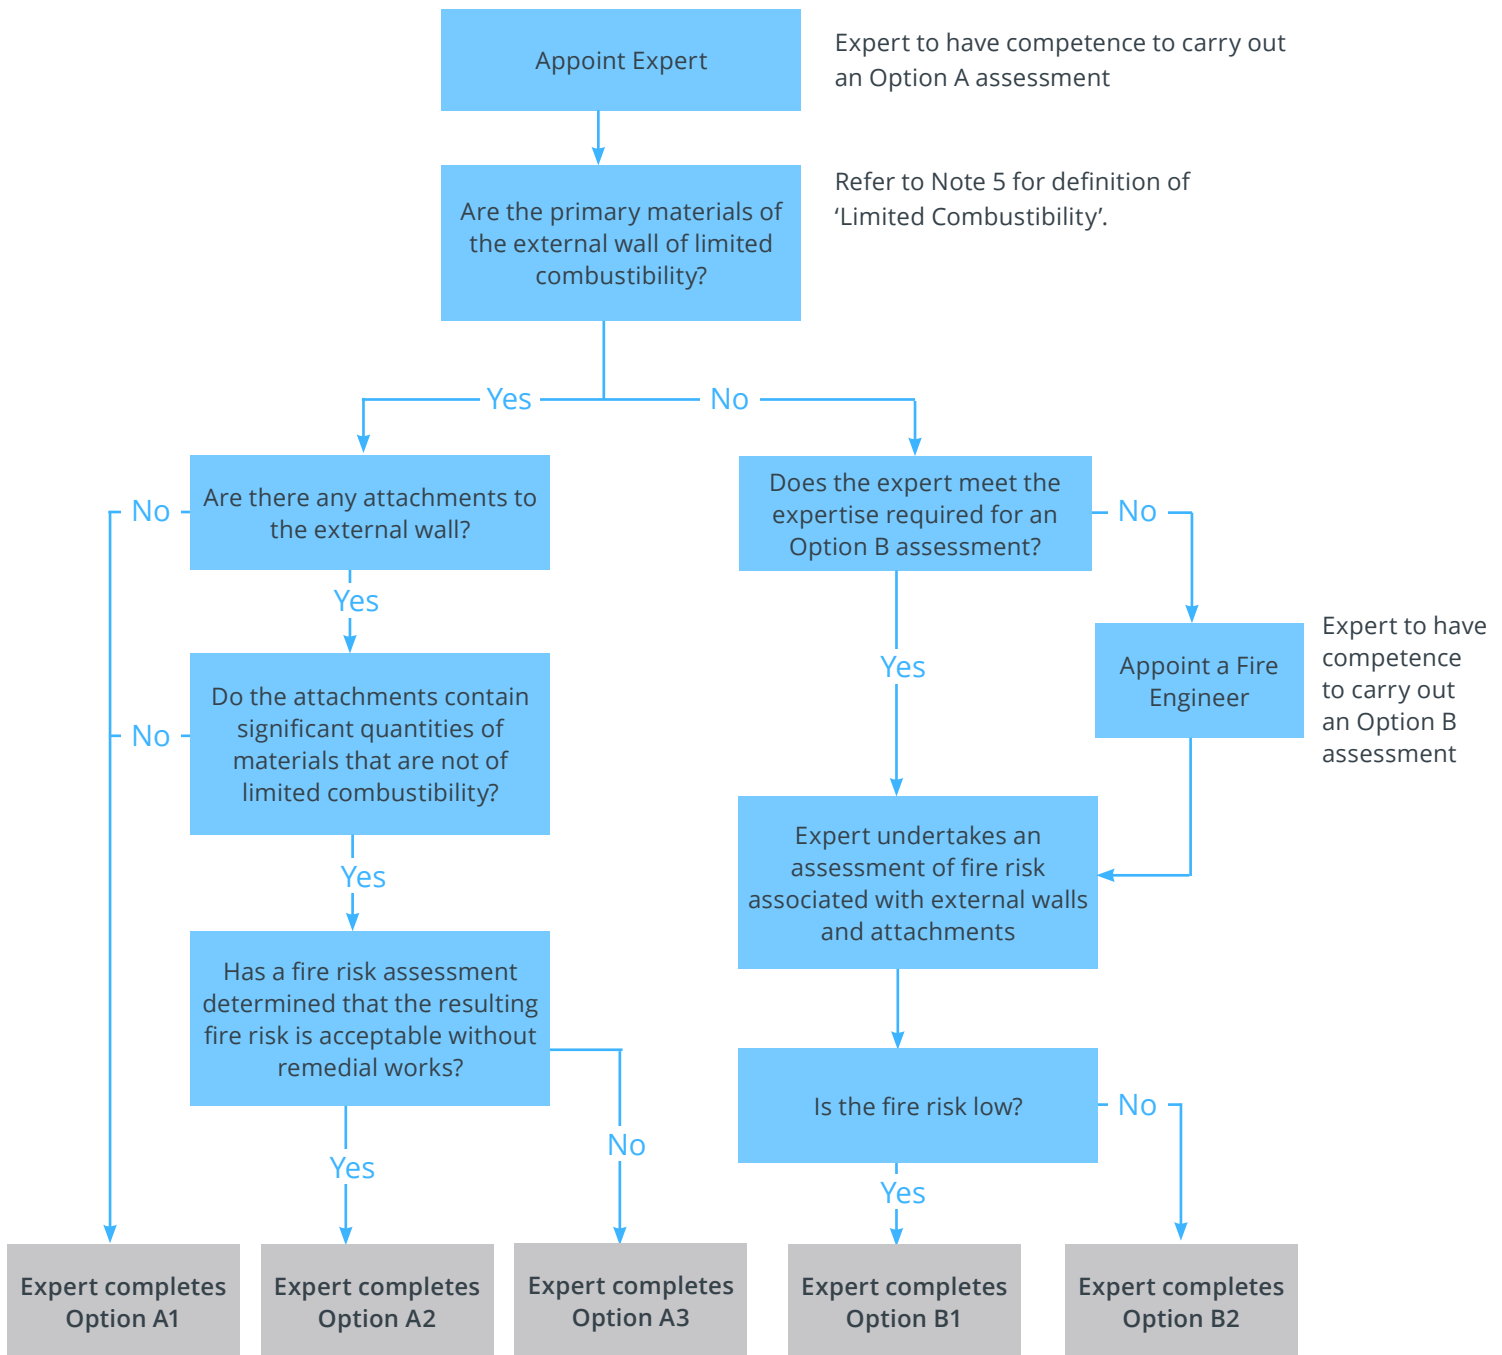 Appoint Expert
Expert to have competence to carry out
an Option A assessment
Are the primary materials of
the external wall of limited
combustibility?
Refer to Note 5 for definition of
‘Limited Combustibility’.
Yes
No
Are there any attachments to
the external wall?
No
Yes
Does the expert meet the
expertise required for an
Option B assessment?
No
Yes
Appoint a Fire
Engineer
Expert to have
competence
to carry out
an Option B
assessment
Do the attachments contain
significant quantities of
materials that are not of
limited combustibility?
No
Yes
Expert undertakes an
assessment of fire risk
associated with external walls
and attachments
Has a fire risk assessment
determined that the resulting
fire risk is acceptable without
remedial works?
Yes
No
Is the fire risk low?
No
Yes
Expert completes
Option A1
Expert completes
Option A2
Expert completes
Option A3
Expert completes
Option B1
Expert completes
Option B2